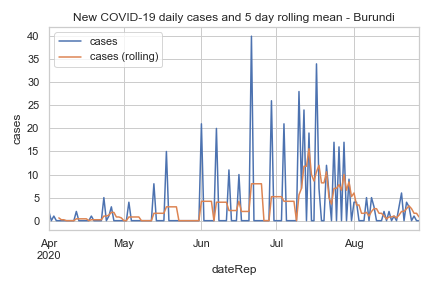 New COVID-19 daily cases and 5 day rolling mean - Burundi
cases
cases (rolling)
40
35
30
25
20
15
10
5
0
cases
Apr May Jun Jul Aug
2020
dateRep